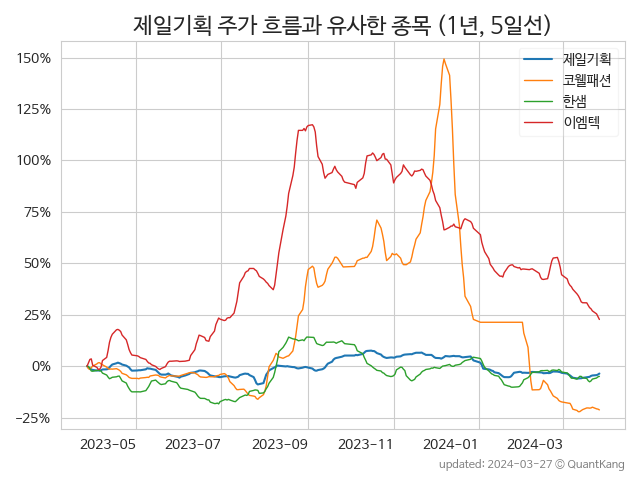 제일기획 주가 흐름과 유사한 종목 (1년, 5일선)
150%
125%
100%
75%
50%
25%
0%
−25%
제일기획
코웰패션
한샘
이엠텍
2023-05
2023-07
2023-09
2023-11
2024-01
2024-03
updated: 2024-03-27 © QuantKang